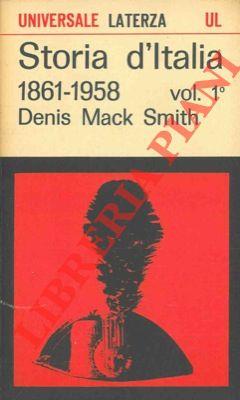 UNIVERSALE LATERZA UL
Storia d'Italia
1861-1958 vol. 1°
Denis Mack Smith
LIBRERIA PIANI